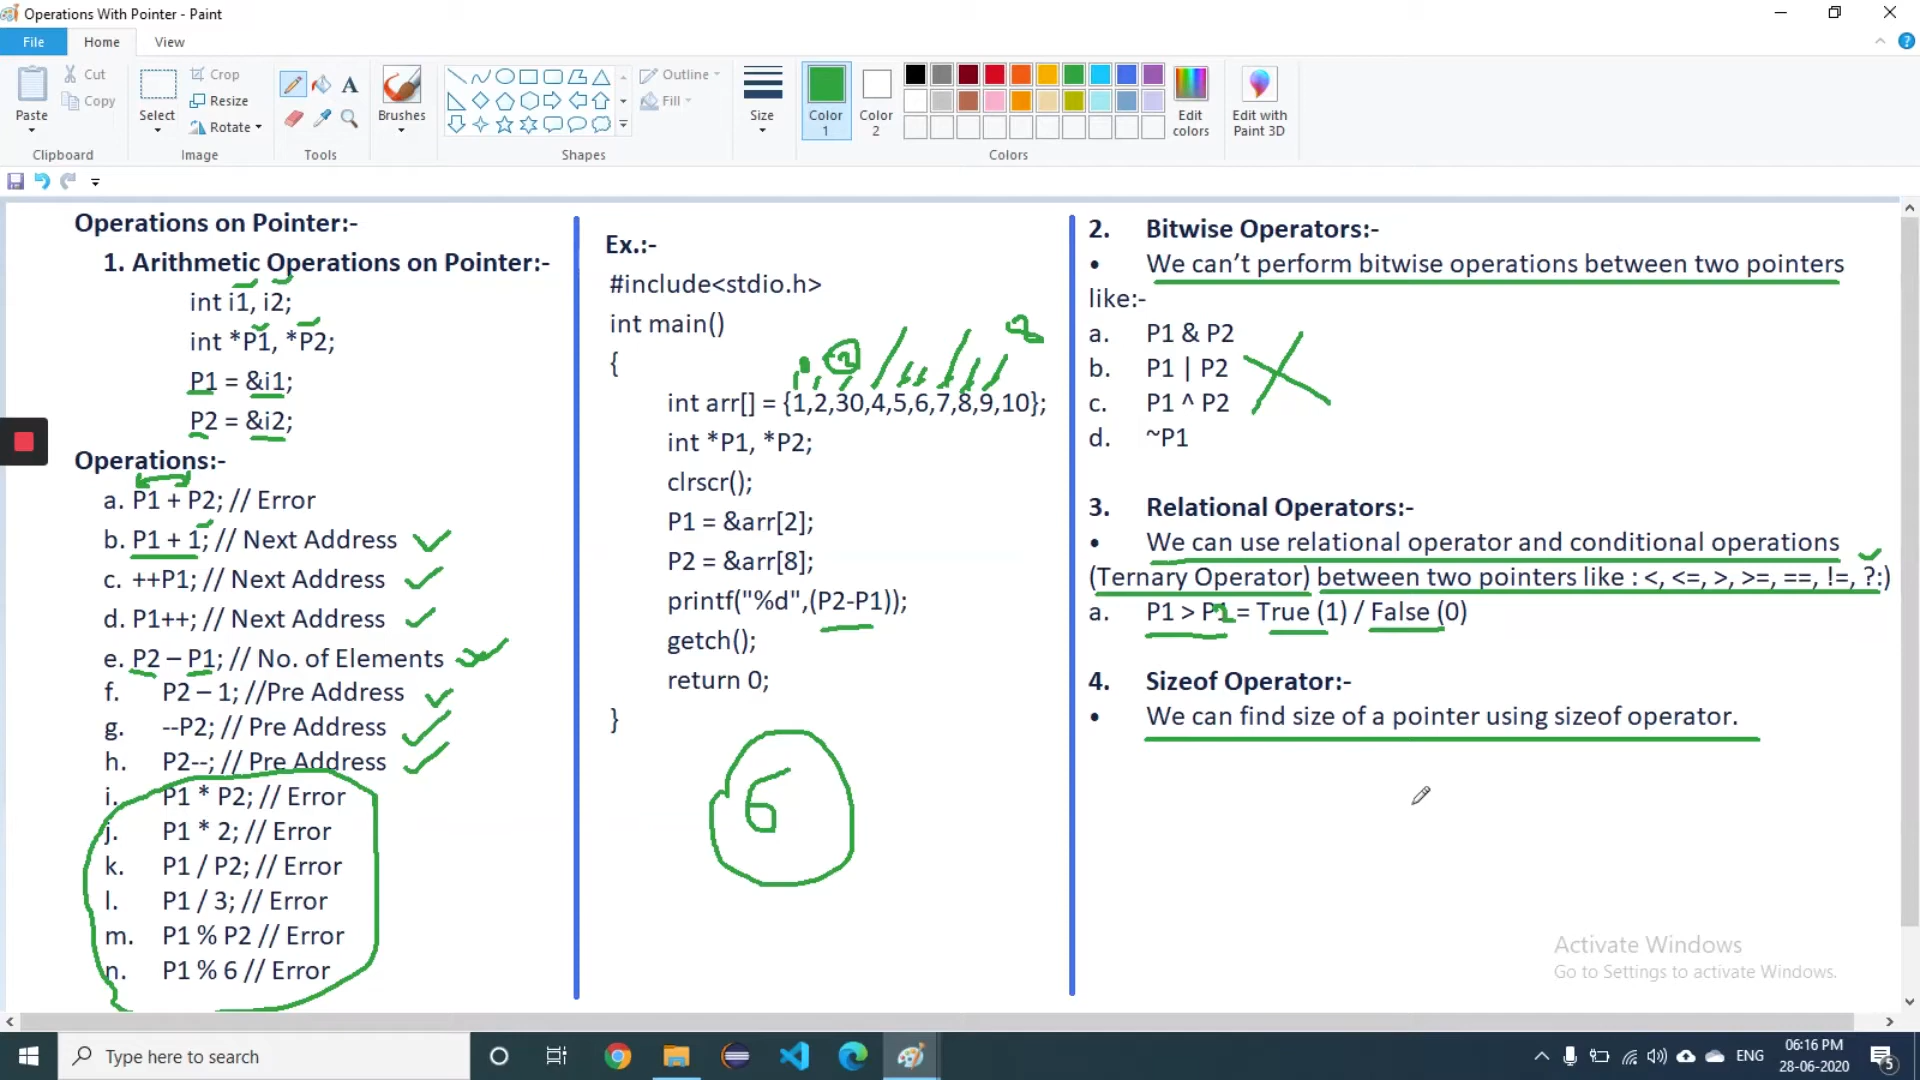 Operations With Pointer - Paint
File Home View
Cut
Copy
Paste
Clipboard
Select
Crop
Resize
Rotate
Image
A
Tools
Brushes
Shapes
Outline
Fill
Size
Color 1
Color 2
Colors
Edit colors
Edit with Paint 3D
Operations on Pointer:-
1. Arithmetic Operations on Pointer:-
int i1, i2;
int *P1, *P2;
P1 = &i1;
P2 = &i2;
Operations:-
a. P1 + P2; // Error
b. P1 + 1; // Next Address
c. ++P1; // Next Address
d. P1++; // Next Address
e. P2 – P1; // No. of Elements
f. P2 – 1; //Pre Address
g. --P2; // Pre Address
h. P2--; // Pre Address
i. P1 * P2; // Error
j. P1 * 2; // Error
k. P1 / P2; // Error
l. P1 / 3; // Error
m. P1 % P2 // Error
n. P1 % 6 // Error
Ex.:-
#include<stdio.h>
int main()
{
2 8
int arr[] = {1,2,30,4,5,6,7,8,9,10};
int *P1, *P2;
clrscr();
P1 = &arr[2];
P2 = &arr[8];
printf("%d",(P2-P1));
getch();
return 0;
}
6
2. Bitwise Operators:-
• We can’t perform bitwise operations between two pointers
like:-
a. P1 & P2
b. P1 | P2
c. P1 ^ P2
d. ~P1
3. Relational Operators:-
• We can use relational operator and conditional operations
(Ternary Operator) between two pointers like : <, <=, >, >=, ==, !=, ?:)
a. P1 > P2 = True (1) / False (0)
4. Sizeof Operator:-
• We can find size of a pointer using sizeof operator.
Activate Windows
Go to Settings to activate Windows.
Type here to search
ENG
06:16 PM
28-06-2020
5